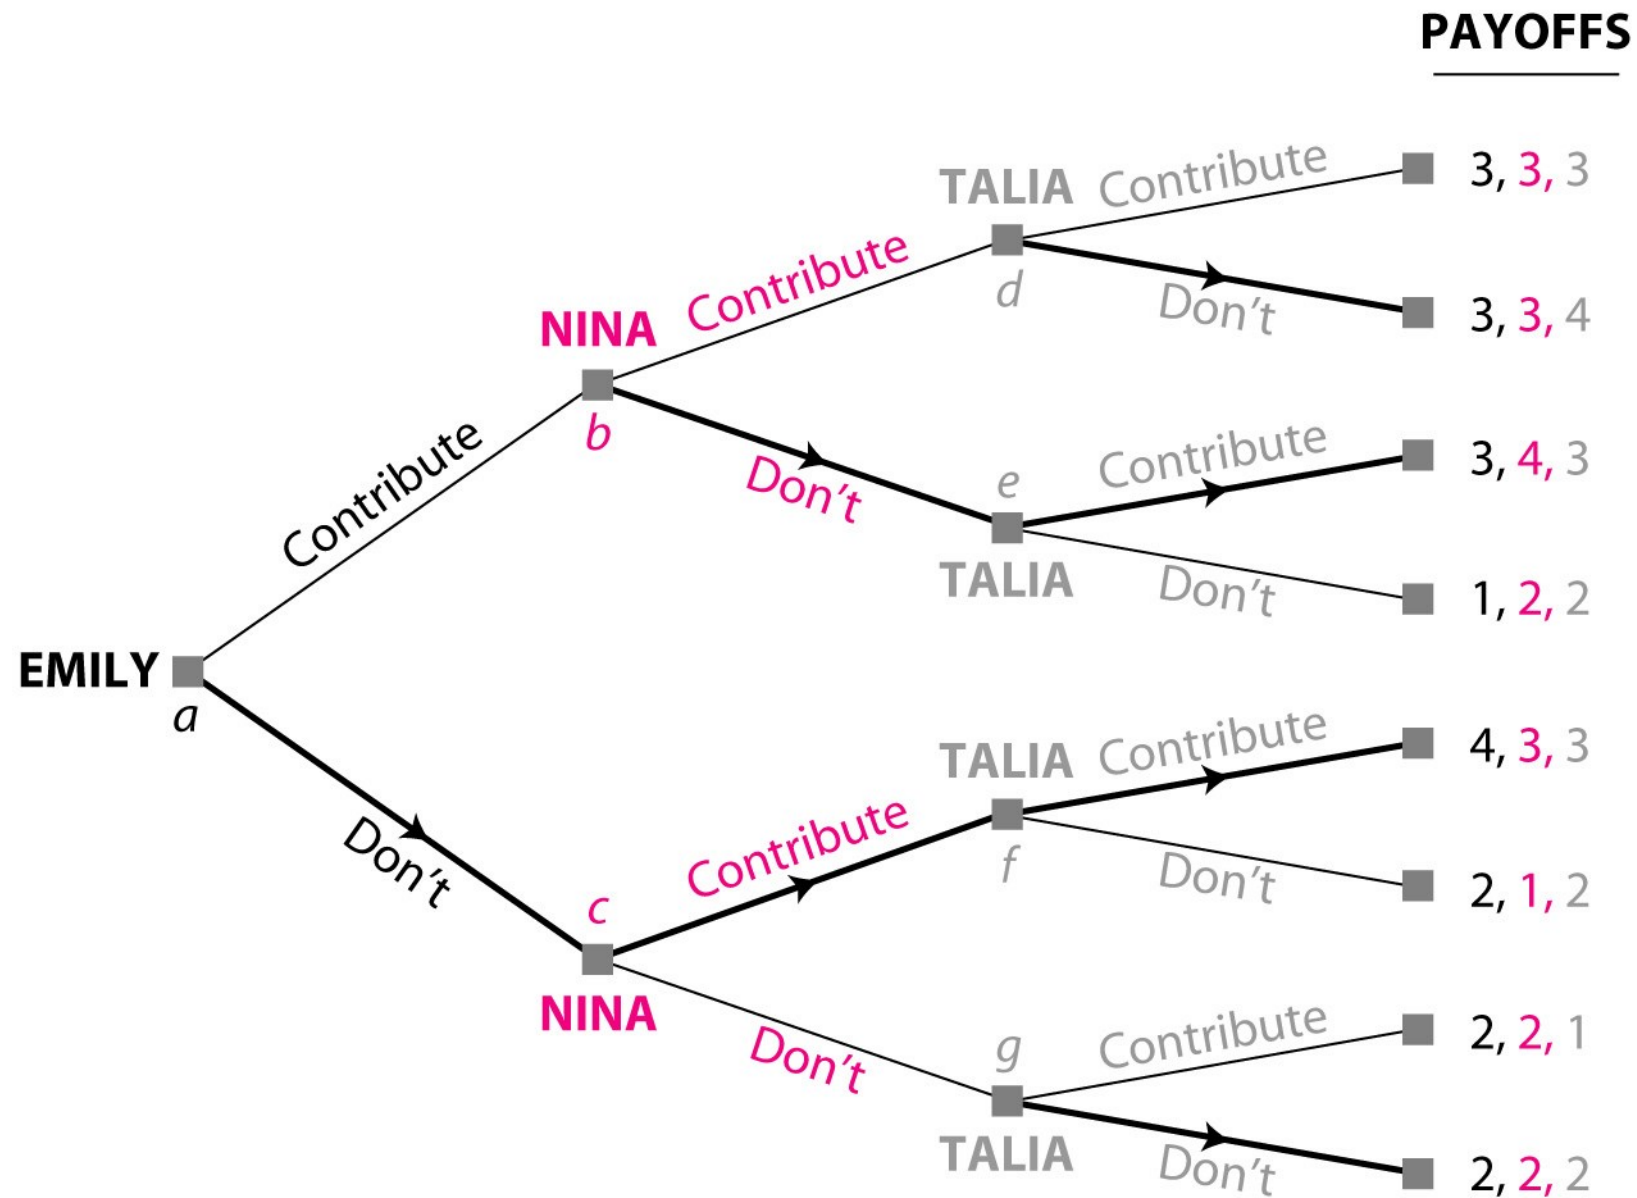 PAYOFFS
TALIA Contribute 3, 3, 3
d Don't 3, 3, 4
NINA Contribute
b Don't
e Contribute 3, 4, 3
TALIA Don't 1, 2, 2
Contribute
EMILY
a
Don't
TALIA Contribute 4, 3, 3
f Don't 2, 1, 2
c Contribute
NINA
Don't
g Contribute 2, 2, 1
TALIA Don't 2, 2, 2